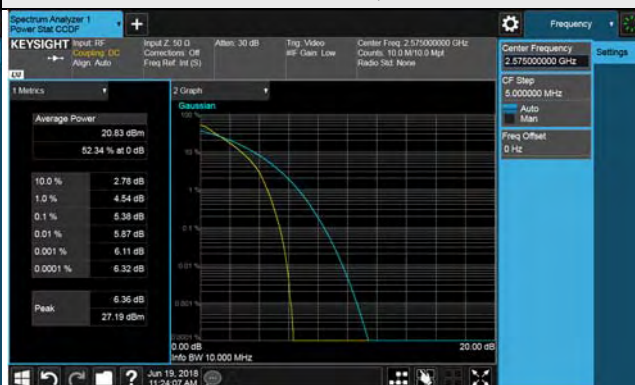 Spectrum Analyzer 1
Power Stat CCDF
Frequency
KEYSIGHT
Input: RF
Coupling: DC
Align: Auto
Input Z: 50 Ω
Corrections: Off
Freq Ref: Int (S)
Atten: 30 dB
Trig: Video
#IF Gain: Low
Center Freq: 2.575000000 GHz
Counts: 10.0 M/10.0 Mpt
Radio Std: None
Center Frequency
2.575000000 GHz
Settings
CF Step
5.000000 MHz
Auto
Man
Freq Offset
0 Hz
1 Metrics
Average Power
20.83 dBm
52.34 % at 0 dB
10.0 % 2.78 dB
1.0 % 4.54 dB
0.1 % 5.38 dB
0.01 % 5.87 dB
0.001 % 6.11 dB
0.0001 % 6.32 dB
Peak
6.36 dB
27.19 dBm
2 Graph
Gaussian
100 %
10 %
1 %
0.1 %
0.01 %
0.001 %
0.0001 %
0.00 dB
20.00 dB
Info BW 10.000 MHz
?
Jun 19, 2018
11:24:07 AM